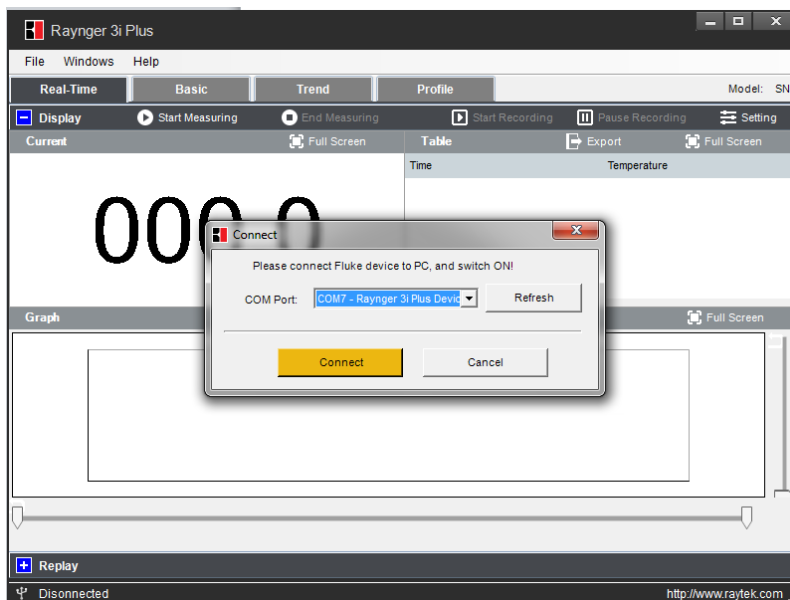 Raynger 3i Plus
File Windows Help
Real-Time Basic Trend Profile Model: SN
Display Start Measuring End Measuring Start Recording Pause Recording Setting
Current Full Screen Table Export Full Screen
Time Temperature
000.0
Connect
Please connect Fluke device to PC, and switch ON!
COM Port: COM7 - Raynger 3i Plus Devic Refresh
Connect Cancel
Graph Full Screen
Replay
Disconnected http://www.raytek.com